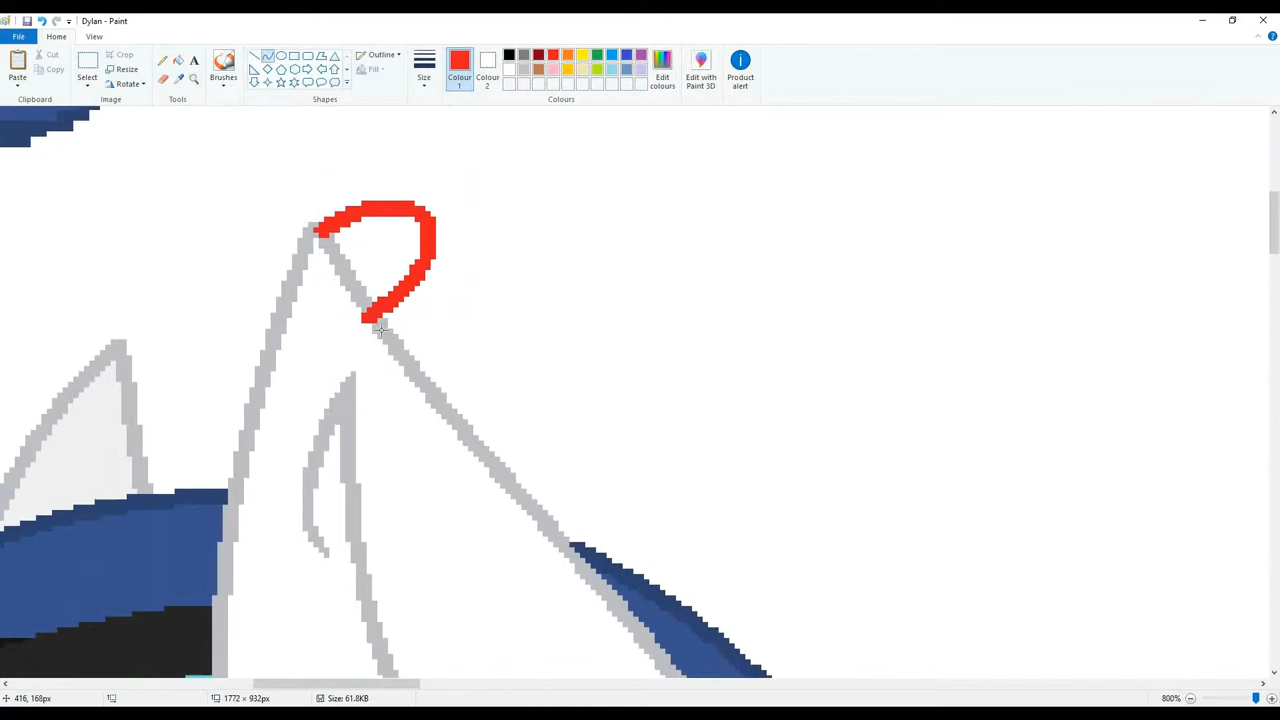 Dylan - Paint
File Home View
Paste Cut Copy
Clipboard
Select Crop Resize Rotate
Image
A
Tools
Brushes
Outline Fill
Shapes
Size
Colour 1
Colour 2
Edit colours
Edit with Paint 3D
Product alert
Colours
416, 168px
1772 × 932px
Size: 61.8KB
800%